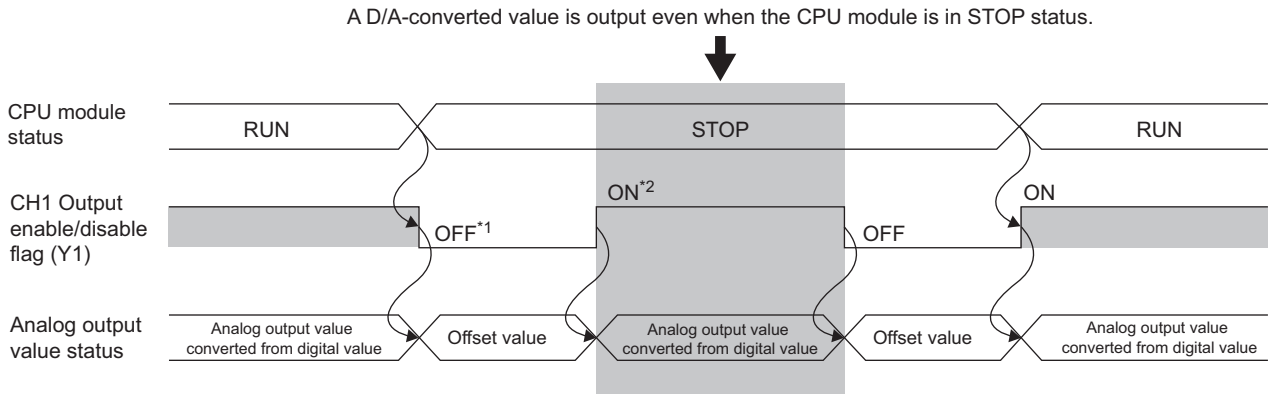 A D/A-converted value is output even when the CPU module is in STOP status.
CPU module
status
RUN
STOP
RUN
CH1 Output
enable/disable
flag (Y1)
OFF*1
ON*2
OFF
ON
Analog output
value status
Analog output value
converted from digital value
Offset value
Analog output value
converted from digital value
Offset value
Analog output value
converted from digital value